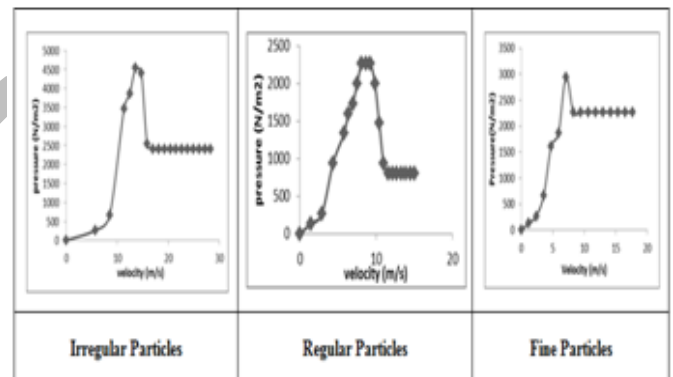 pressure (N/m2)
5000
4500
4000
3500
3000
2500
2000
1500
1000
500
0
0 10 20 30
velocity (m/s)
pressure (N/m2)
2500
2000
1500
1000
500
0
0 10 20
velocity (m/s)
Pressure(N/m2)
3500
3000
2500
2000
1500
1000
500
0
0 5 10 15 20
Velocity (m/s)
Irregular Particles
Regular Particles
Fine Particles